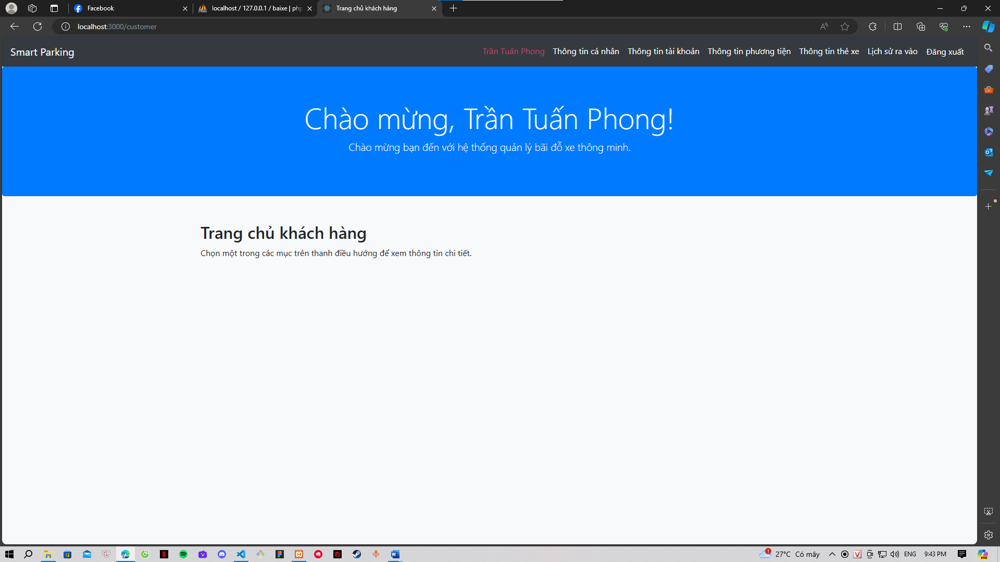 Facebook
localhost / 127.0.0.1 / baixe | php
Trang chủ khách hàng
localhost:3000/customer
Smart Parking
Trần Tuấn Phong Thông tin cá nhân Thông tin tài khoản Thông tin phương tiện Thông tin thẻ xe Lịch sử ra vào Đăng xuất
Chào mừng, Trần Tuấn Phong!
Chào mừng bạn đến với hệ thống quản lý bãi đỗ xe thông minh.
Trang chủ khách hàng
Chọn một trong các mục trên thanh điều hướng để xem thông tin chi tiết.
1 27°C Có mây ENG 9:43 PM
PRE